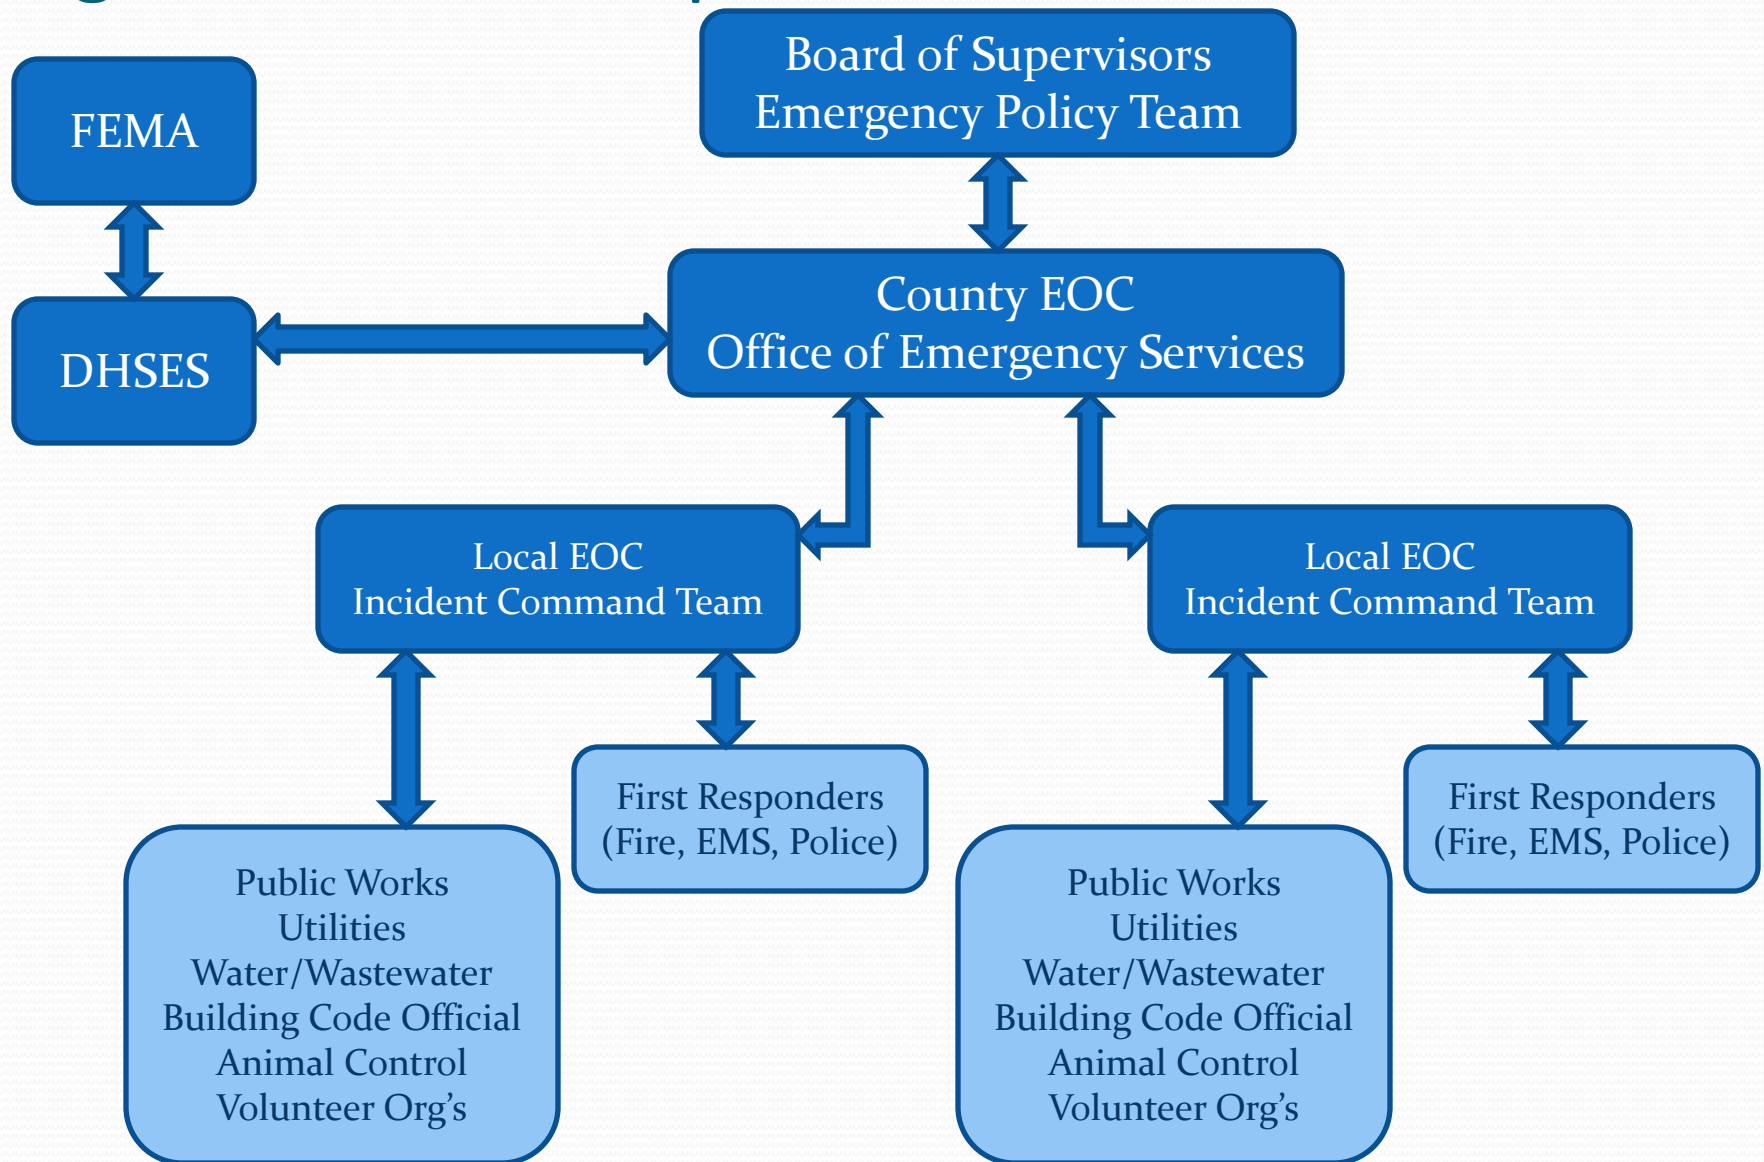 Board of Supervisors
Emergency Policy Team
FEMA
County EOC
Office of Emergency Services
DHSES
Local EOC
Incident Command Team
Local EOC
Incident Command Team
First Responders
(Fire, EMS, Police)
First Responders
(Fire, EMS, Police)
Public Works
Utilities
Water/Wastewater
Building Code Official
Animal Control
Volunteer Org’s
Public Works
Utilities
Water/Wastewater
Building Code Official
Animal Control
Volunteer Org’s